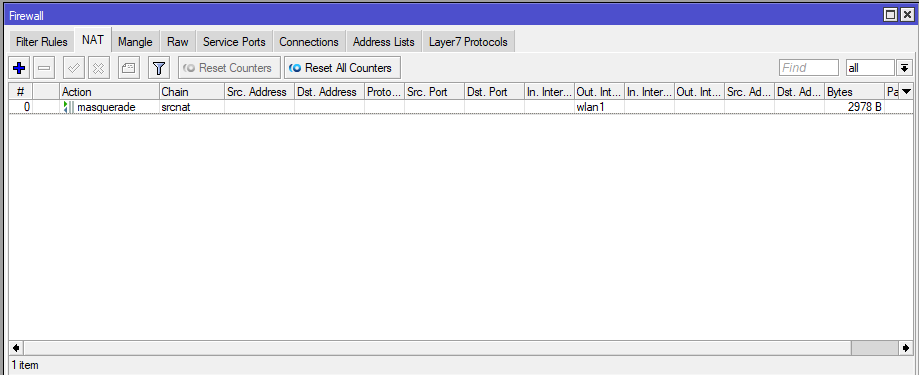 Firewall
Filter Rules NAT Mangle Raw Service Ports Connections Address Lists Layer7 Protocols
Reset Counters Reset All Counters Find all
# Action Chain Src. Address Dst. Address Proto... Src. Port Dst. Port In. Inter... Out. Int... In. Inter... Out. Int... Src. Ad... Dst. Ad... Bytes Pa
0 masquerade srcnat wlan1 2978 B
1 item